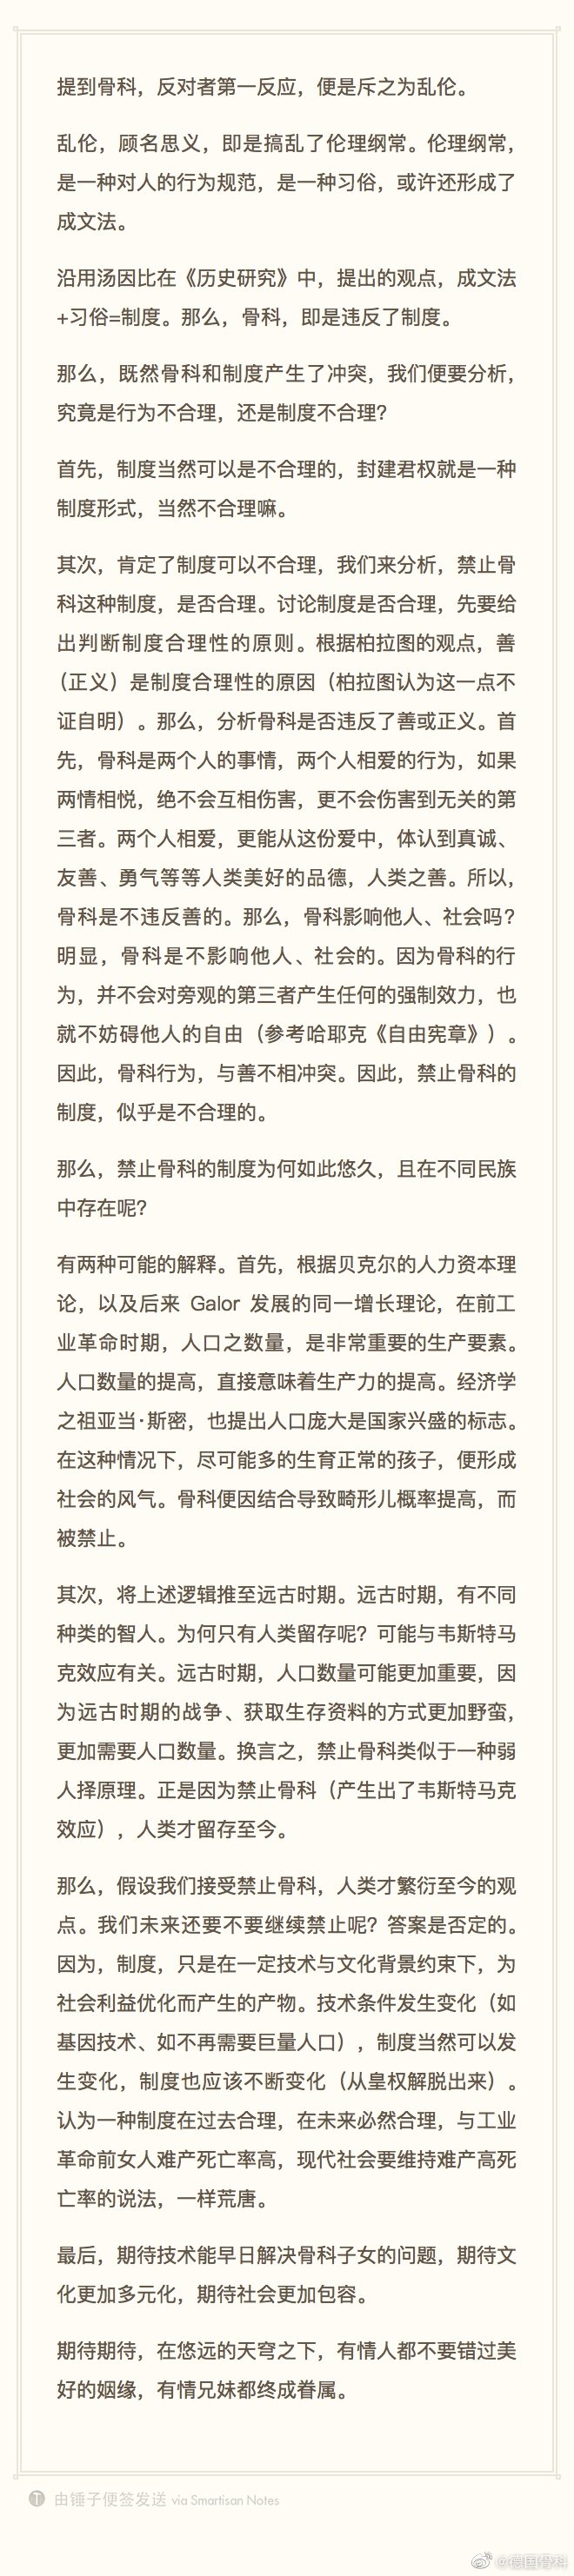 提到骨科，反对者第一反应，便是斥之为乱伦。
乱伦，顾名思义，即是搞乱了伦理纲常。伦理纲常，
是一种对人的行为规范，是一种习俗，或许还形成了
成文法。
沿用汤因比在《历史研究》中，提出的观点，成文法
+习俗=制度。那么，骨科，即是违反了制度。
那么，既然骨科和制度产生了冲突，我们便要分析，
究竟是行为不合理，还是制度不合理?
首先，制度当然可以是不合理的，封建君权就是一种
制度形式，当然不合理嘛。
其次，肯定了制度可以不合理，我们来分析，禁止骨
科这种制度，是否合理。讨论制度是否合理，先要给
出判断制度合理性的原则。根据柏拉图的观点，善
（正义）是制度合理性的原因（柏拉图认为这一点不
证自明）。那么，分析骨科是否违反了善或正义。首
先，骨科是两个人的事情，两个人相爱的行为，如果
两情相悦，绝不会互相伤害，更不会伤害到无关的第
三者。两个人相爱，更能从这份爱中，体认到真诚、
友善、勇气等等人类美好的品德，人类之善。所以，
骨科是不违反善的。那么，骨科影响他人、社会吗?
明显，骨科是不影响他人、社会的。因为骨科的行
为，并不会对旁观的第三者产生任何的强制效力，也
就不妨碍他人的自由（参考哈耶克《自由宪章》）。
因此，骨科行为，与善不相冲突。因此，禁止骨科的
制度，似乎是不合理的。
那么，禁止骨科的制度为何如此悠久，且在不同民族
中存在呢?
有两种可能的解释。首先，根据贝克尔的人力资本理
论，以及后来 Galor 发展的同一增长理论，在前工
业革命时期，人口之数量，是非常重要的生产要素。
人口数量的提高，直接意味着生产力的提高。经济学
之祖亚当·斯密，也提出人口庞大是国家兴盛的标志。
在这种情况下，尽可能多的生育正常的孩子，便形成
社会的风气。骨科便因结合导致畸形儿概率提高，而
被禁止。
其次，将上述逻辑推至远古时期。远古时期，有不同
种类的智人。为何只有人类留存呢? 可能与韦斯特马
克效应有关。远古时期，人口数量可能更加重要，因
为远古时期的战争、获取生存资料的方式更加野蛮，
更加需要人口数量。换言之，禁止骨科类似于一种弱
人择原理。正是因为禁止骨科（产生出了韦斯特马克
效应），人类才留存至今。
那么，假设我们接受禁止骨科，人类才繁衍至今的观
点。我们未来还要不要继续禁止呢? 答案是否定的。
因为，制度，只是在一定技术与文化背景约束下，为
社会利益优化而产生的产物。技术条件发生变化（如
基因技术、如不再需要巨量人口），制度当然可以发
生变化，制度也应该不断变化（从皇权解脱出来）。
认为一种制度在过去合理，在未来必然合理，与工业
革命前女人难产死亡率高，现代社会要维持难产高死
亡率的说法，一样荒唐。
最后，期待技术能早日解决骨科子女的问题，期待文
化更加多元化，期待社会更加包容。
期待期待，在悠远的天穹之下，有情人都不要错过美
好的姻缘，有情兄妹都终成眷属。
由锤子便签发送 via Smartisan Notes
@德国骨科